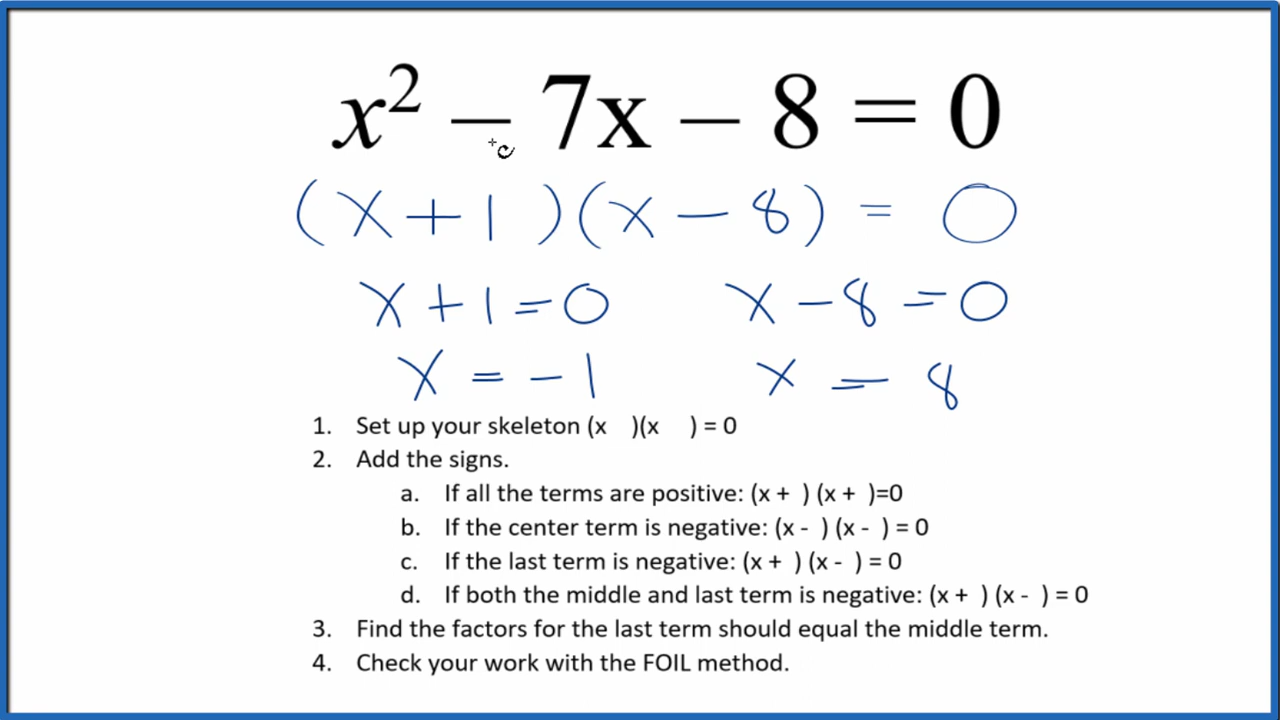 x² – 7x – 8 = 0
(x + 1)(x – 8) = 0
x + 1 = 0 x – 8 = 0
x = – 1 x = 8
1. Set up your skeleton (x )(x ) = 0
2. Add the signs.
a. If all the terms are positive: (x + ) (x + )=0
b. If the center term is negative: (x - ) (x - ) = 0
c. If the last term is negative: (x + ) (x - ) = 0
d. If both the middle and last term is negative: (x + ) (x - ) = 0
3. Find the factors for the last term should equal the middle term.
4. Check your work with the FOIL method.